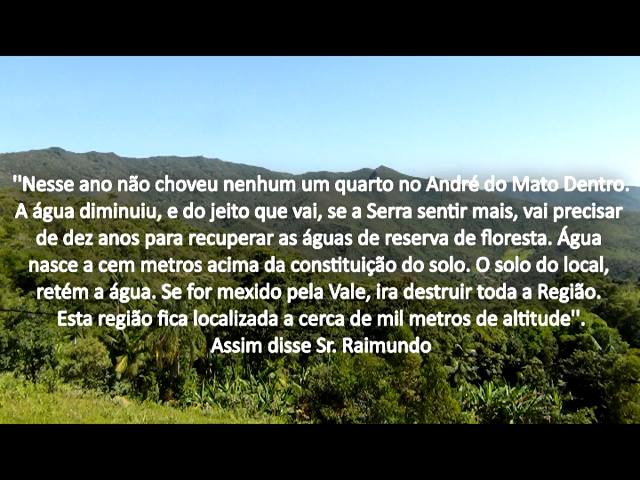 "Nesse ano não choveu nenhum um quarto no André do Mato Dentro.
A água diminuiu, e do jeito que vai, se a Serra sentir mais, vai precisar
de dez anos para recuperar as águas de reserva de floresta. Água
nasce a cem metros acima da constituição do solo. O solo do local,
retém a água. Se for mexido pela Vale, ira destruir toda a Região.
Esta região fica localizada a cerca de mil metros de altitude".
Assim disse Sr. Raimundo